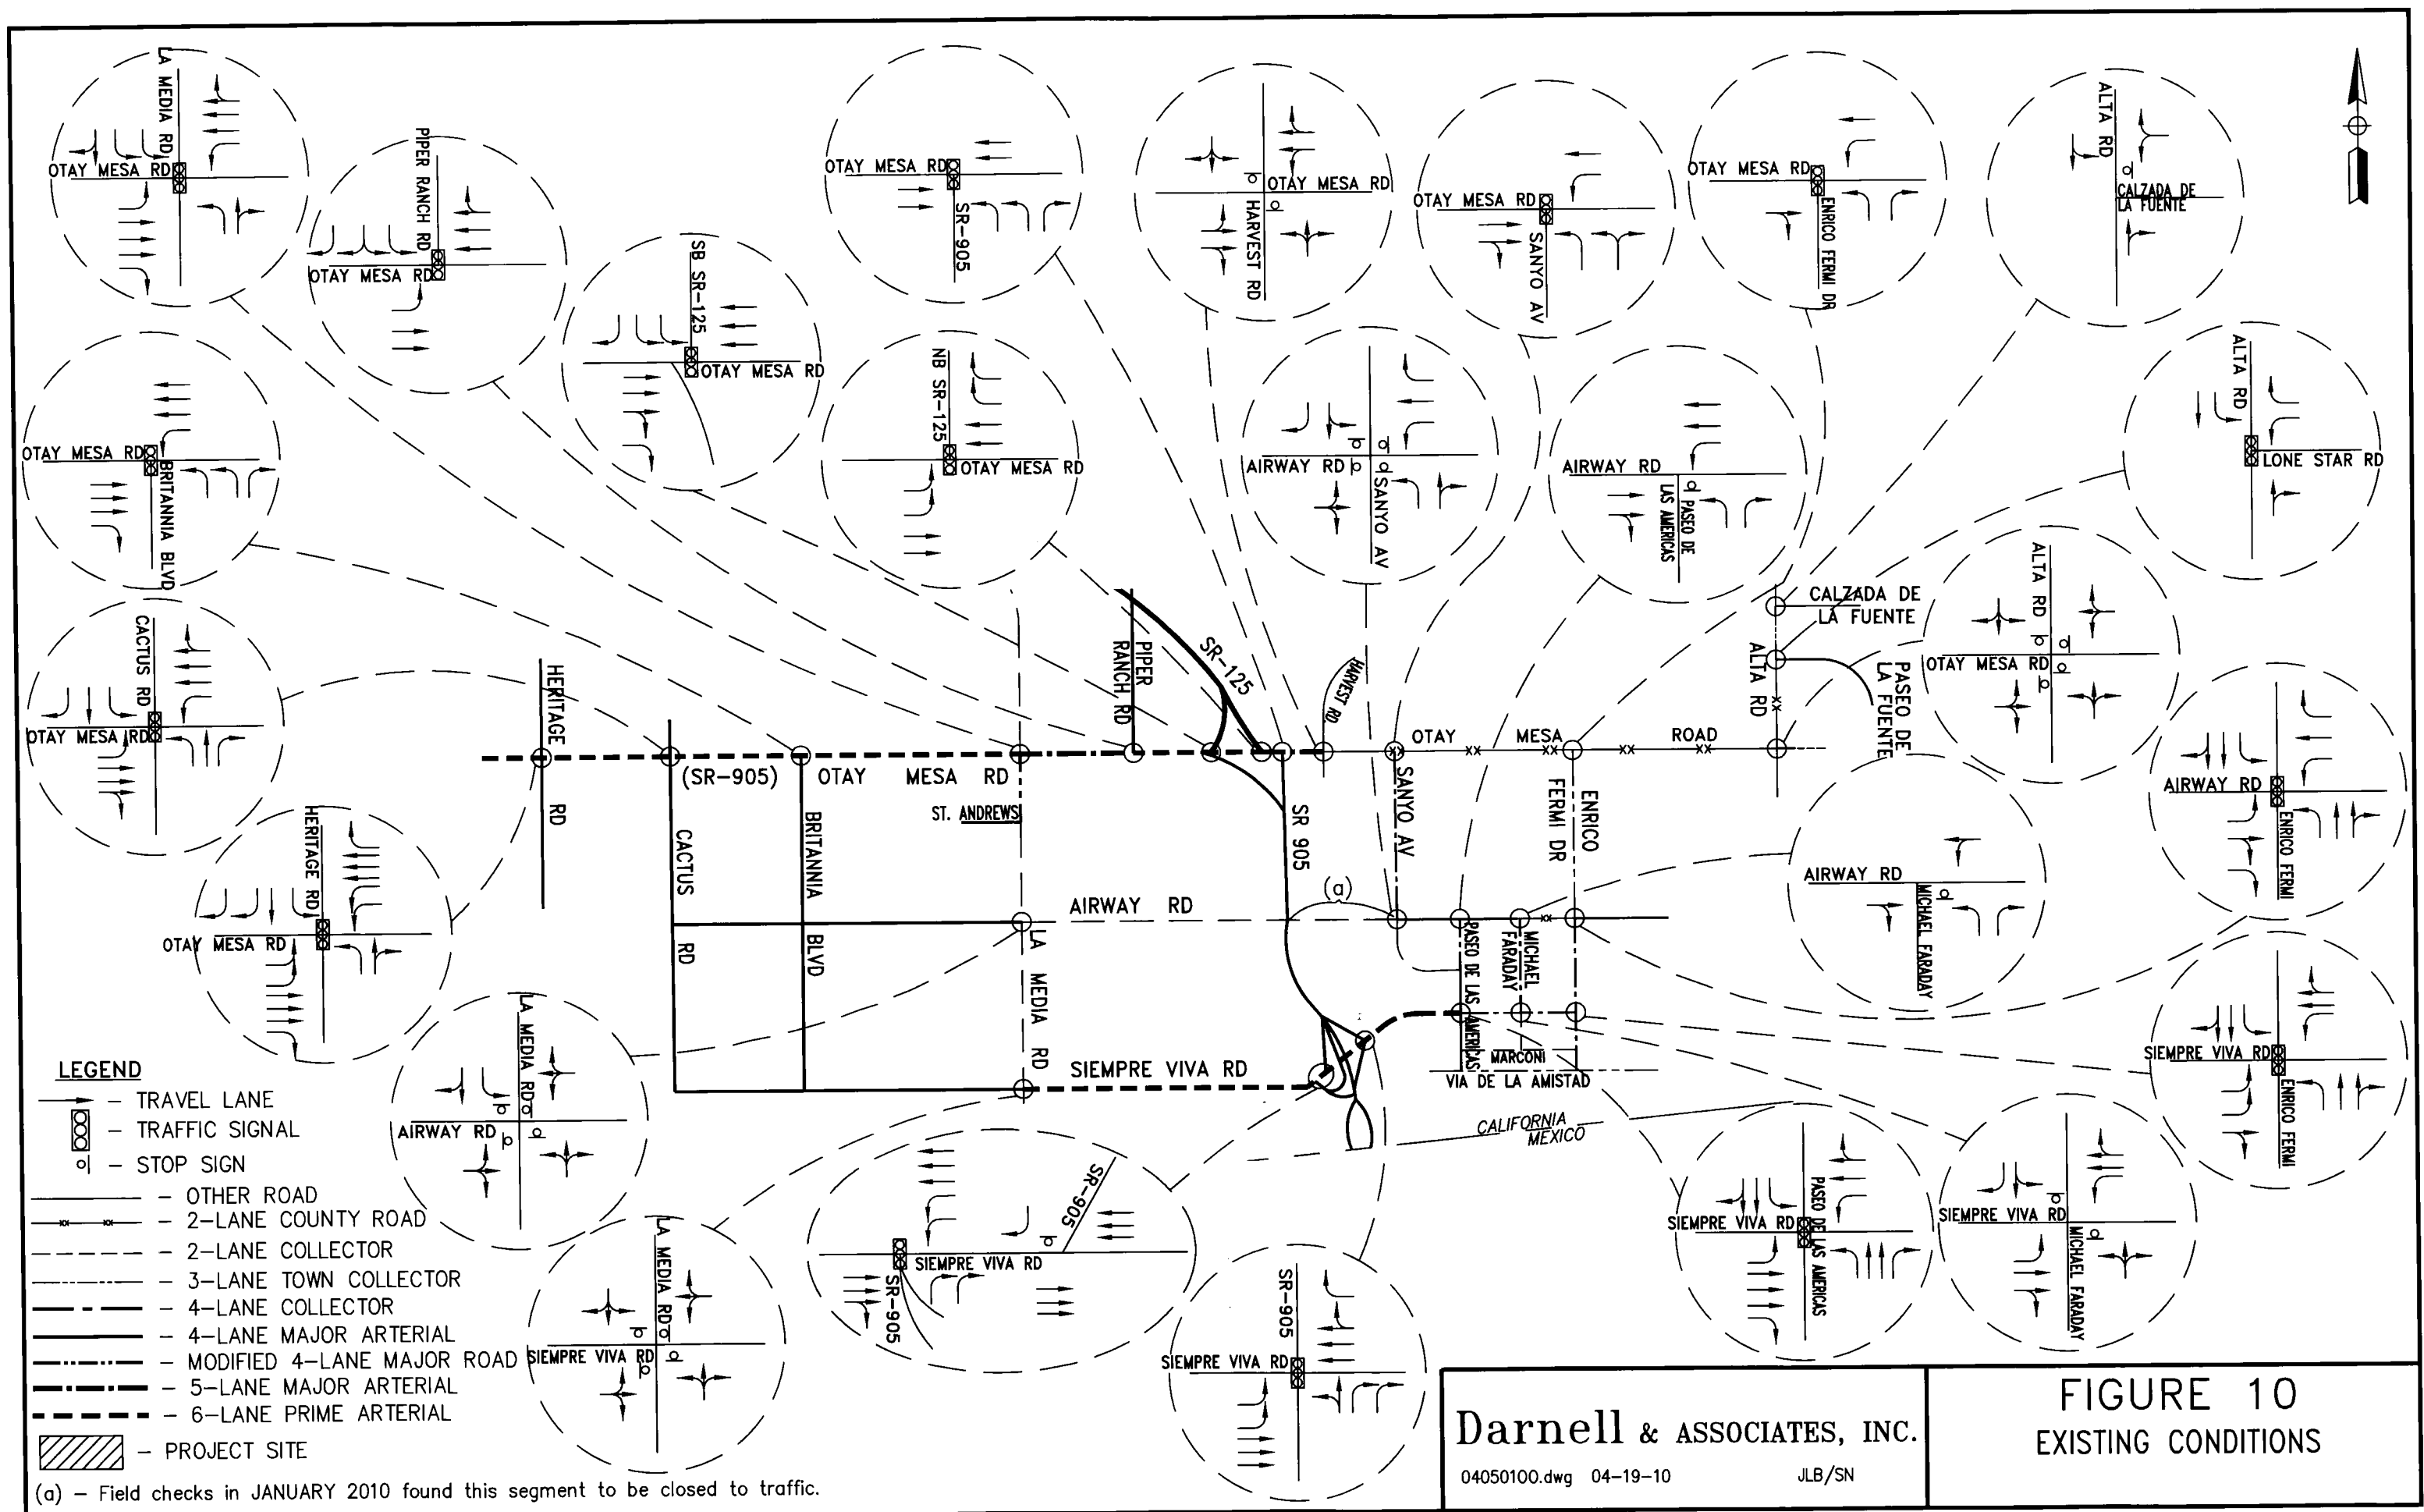 LA MEDIA RD
OTAY MESA RD
PIPER RANCH RD
OTAY MESA RD
SB SR-125
OTAY MESA RD
OTAY MESA RD
SR-905
NB SR-125
OTAY MESA RD
OTAY MESA RD
HARVEST RD
OTAY MESA RD
SANYO AV
OTAY MESA RD
ENRICO FERMI DR
ALTA RD
CALZADA DE
LA FUENTE
OTAY MESA RD
BRITANNIA BLVD
AIRWAY RD
SANYO AV
AIRWAY RD
PASEO DE
LAS AMERICAS
ALTA RD
LONE STAR RD
CACTUS RD
OTAY MESA RD
HERITAGE RD
OTAY MESA RD
ALTA RD
OTAY MESA RD
AIRWAY RD
ENRICO FERMI
AIRWAY RD
MICHAEL FARADAY
SIEMPRE VIVA RD
ENRICO FERMI
LA MEDIA RD
AIRWAY RD
LA MEDIA RD
SIEMPRE VIVA RD
SR-905
SIEMPRE VIVA RD
SR-905
SR-905
SIEMPRE VIVA RD
SIEMPRE VIVA RD
PASEO DE LAS AMERICAS
SIEMPRE VIVA RD
MICHAEL FARADAY
HERITAGE
RD
PIPER
RANCH RD
SR-125
HARVEST RD
CALZADA DE
LA FUENTE
ALTA RD
PASEO DE
LA FUENTE
OTAY MESA ROAD
(SR-905) OTAY MESA RD
ST. ANDREWS
CACTUS
RD
BRITANNIA
BLVD
SR 905
SANYO AV
ENRICO
FERMI DR
(a)
AIRWAY RD
LA MEDIA RD
PASEO DE LAS AMERICAS
MICHAEL
FARADAY
MARCONI
VIA DE LA AMISTAD
SIEMPRE VIVA RD
CALIFORNIA
MEXICO
LEGEND
- TRAVEL LANE
- TRAFFIC SIGNAL
- STOP SIGN
- OTHER ROAD
- 2-LANE COUNTY ROAD
- 2-LANE COLLECTOR
- 3-LANE TOWN COLLECTOR
- 4-LANE COLLECTOR
- 4-LANE MAJOR ARTERIAL
- MODIFIED 4-LANE MAJOR ROAD
- 5-LANE MAJOR ARTERIAL
- 6-LANE PRIME ARTERIAL
- PROJECT SITE
(a) - Field checks in JANUARY 2010 found this segment to be closed to traffic.
Darnell & ASSOCIATES, INC.
04050100.dwg 04-19-10 JLB/SN
FIGURE 10
EXISTING CONDITIONS